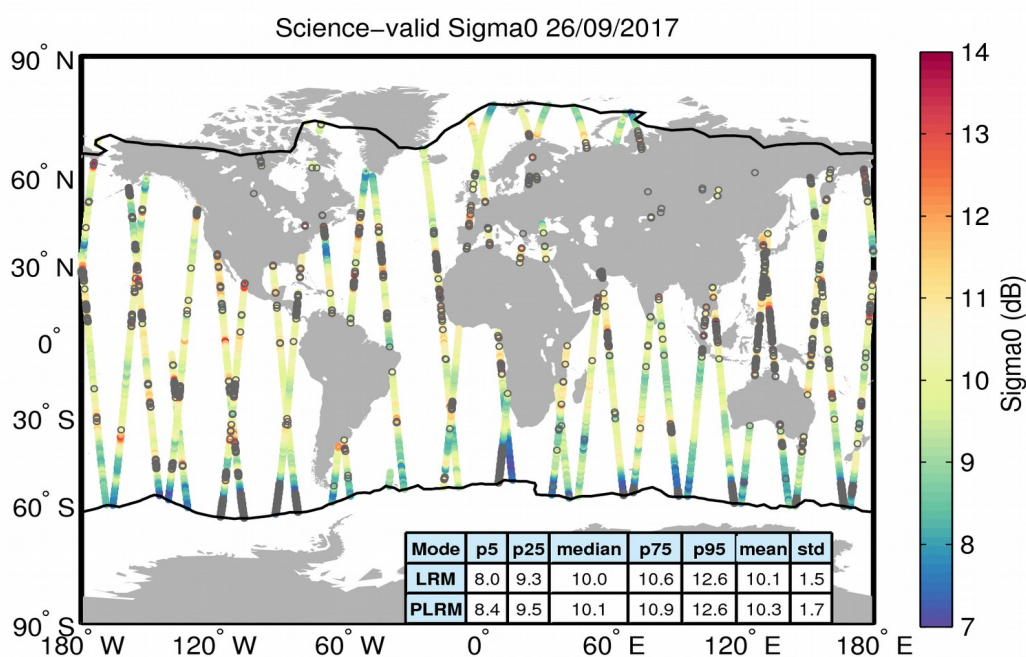 Science-valid Sigma0 26/09/2017
90° N
60° N
30° N
0°
30° S
60° S
90° S
180° W
120° W
60° W
0°
60° E
120° E
180° E
14
13
12
11
10
9
8
7
Sigma0 (dB)
Mode p5 p25 median p75 p95 mean std
LRM 8.0 9.3 10.0 10.6 12.6 10.1 1.5
PLRM 8.4 9.5 10.1 10.9 12.6 10.3 1.7